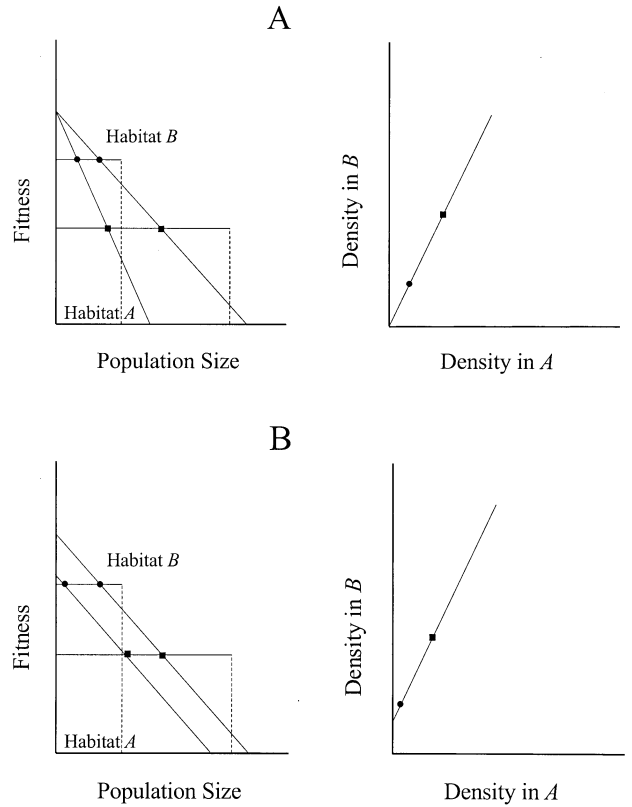 A
Habitat B
Fitness
Habitat A
Population Size
Density in B
Density in A
B
Habitat B
Fitness
Habitat A
Population Size
Density in B
Density in A